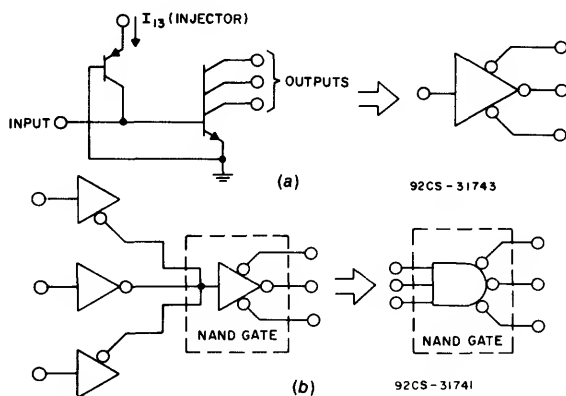 I13 (INJECTOR)
OUTPUTS
INPUT
(a)
92CS-31743
NAND GATE
NAND GATE
(b)
92CS-31741